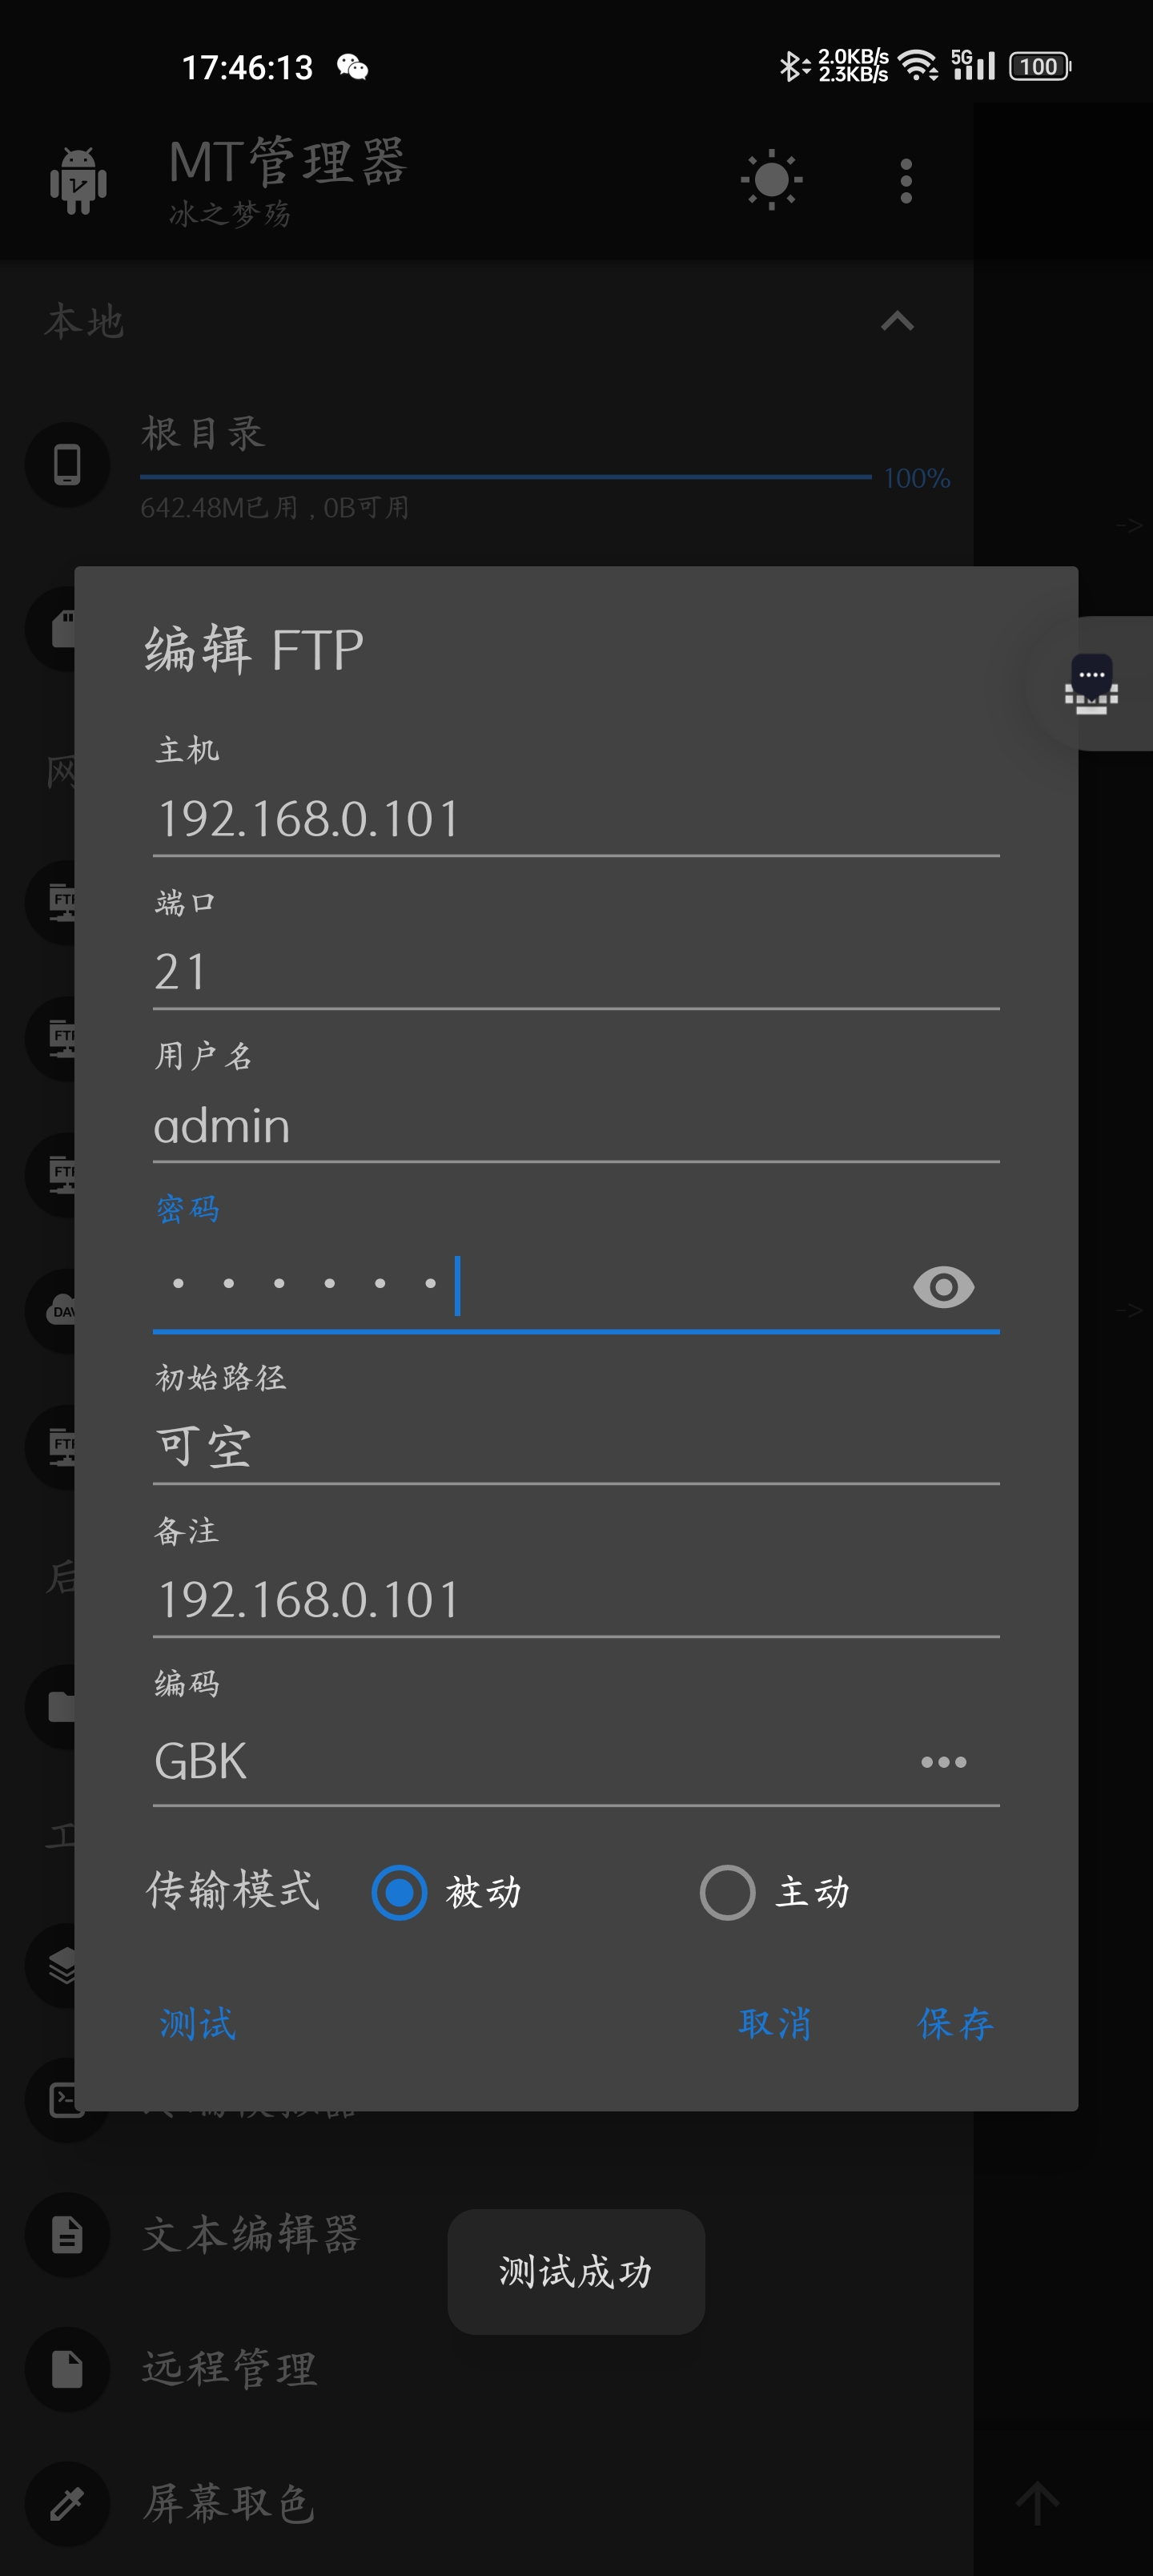 17:46:13
2.0KB/s
2.3KB/s
5G
100
MT管理器
冰之梦殇
本地
根目录
100%
642.48M已用 , 0B可用
->
编辑 FTP
主机
192.168.0.101
端口
21
用户名
admin
密码
••••••
初始路径
可空
->
备注
192.168.0.101
编码
GBK
传输模式
被动
主动
测试
取消
保存
文本编辑器
测试成功
远程管理
屏幕取色